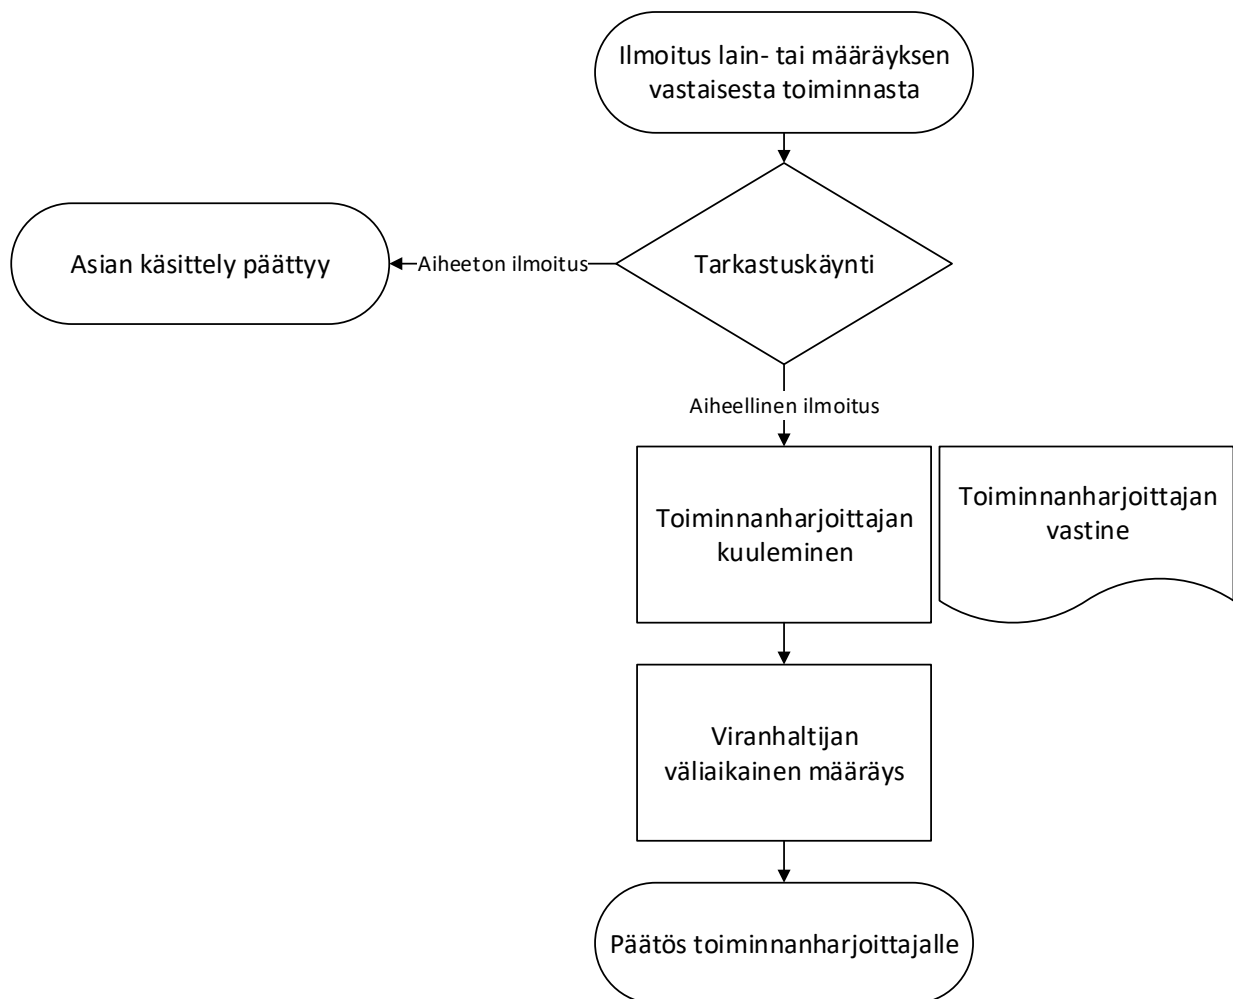 Ilmoitus lain- tai määräyksen
vastaisesta toiminnasta
Asian käsittely päättyy
Aiheeton ilmoitus
Tarkastuskäynti
Aiheellinen ilmoitus
Toiminnanharjoittajan
kuuleminen
Toiminnanharjoittajan
vastine
Viranhaltijan
väliaikainen määräys
Päätös toiminnanharjoittajalle